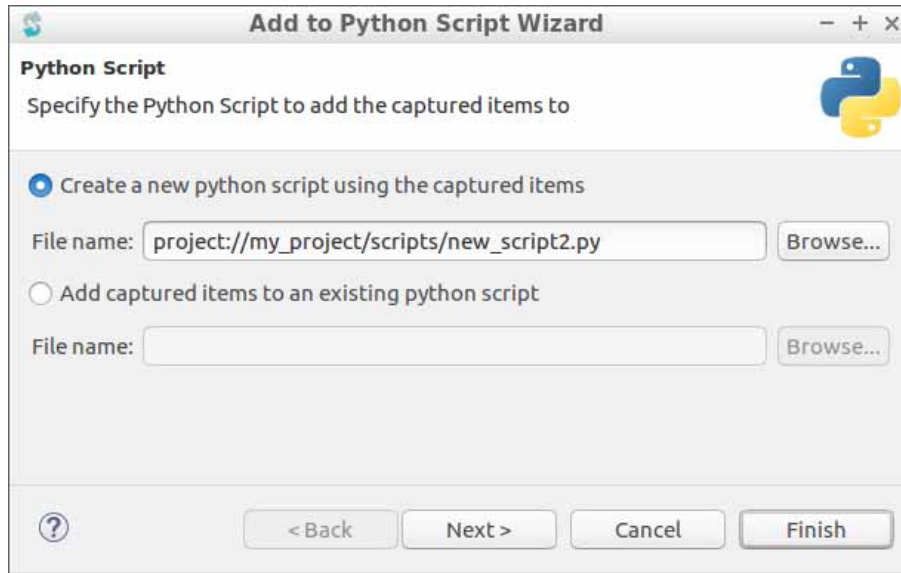 Add to Python Script Wizard
Python Script
Specify the Python Script to add the captured items to
Create a new python script using the captured items
File name: project://my_project/scripts/new_script2.py Browse...
Add captured items to an existing python script
File name: Browse...
? < Back Next > Cancel Finish